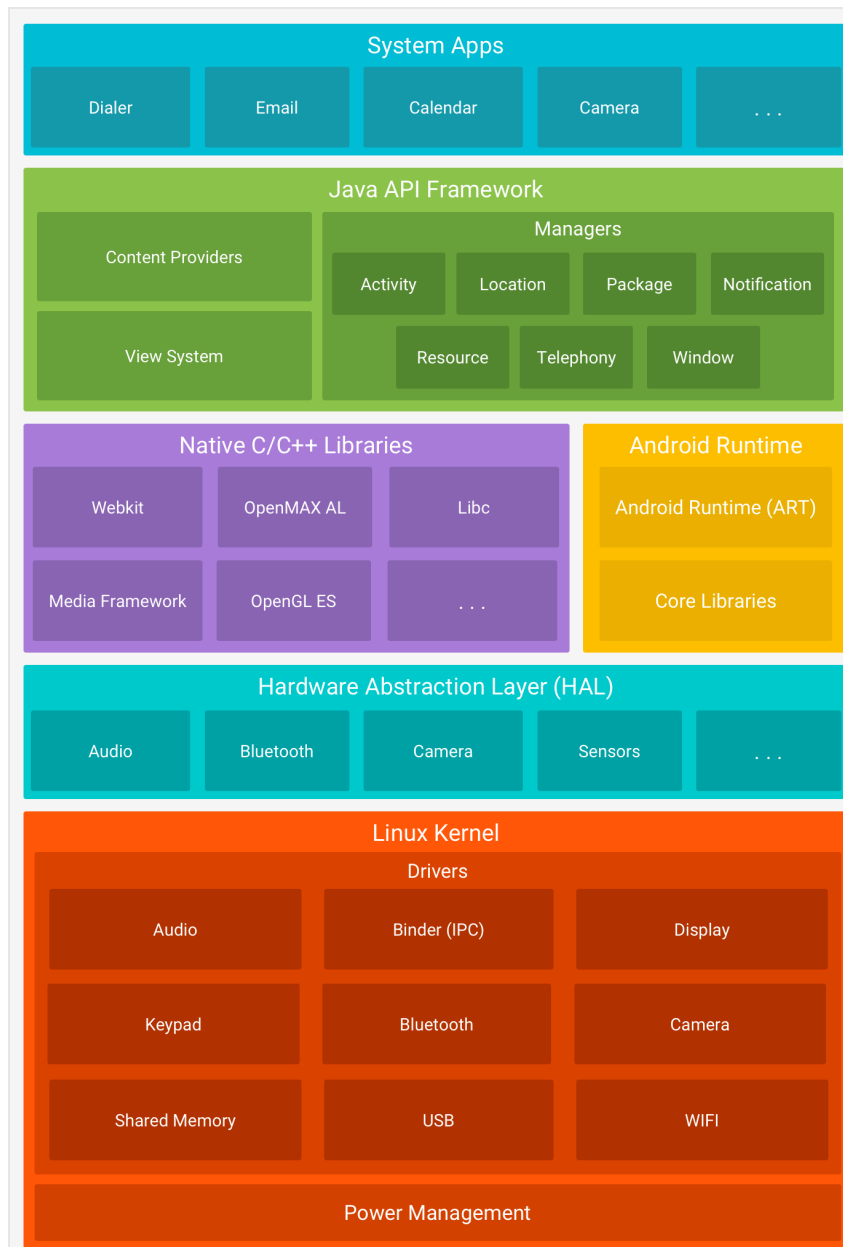 System Apps
Dialer
Email
Calendar
Camera
. . .
Java API Framework
Content Providers
View System
Managers
Activity
Location
Package
Notification
Resource
Telephony
Window
Native C/C++ Libraries
Webkit
OpenMAX AL
Libc
Media Framework
OpenGL ES
. . .
Android Runtime
Android Runtime (ART)
Core Libraries
Hardware Abstraction Layer (HAL)
Audio
Bluetooth
Camera
Sensors
. . .
Linux Kernel
Drivers
Audio
Binder (IPC)
Display
Keypad
Bluetooth
Camera
Shared Memory
USB
WIFI
Power Management